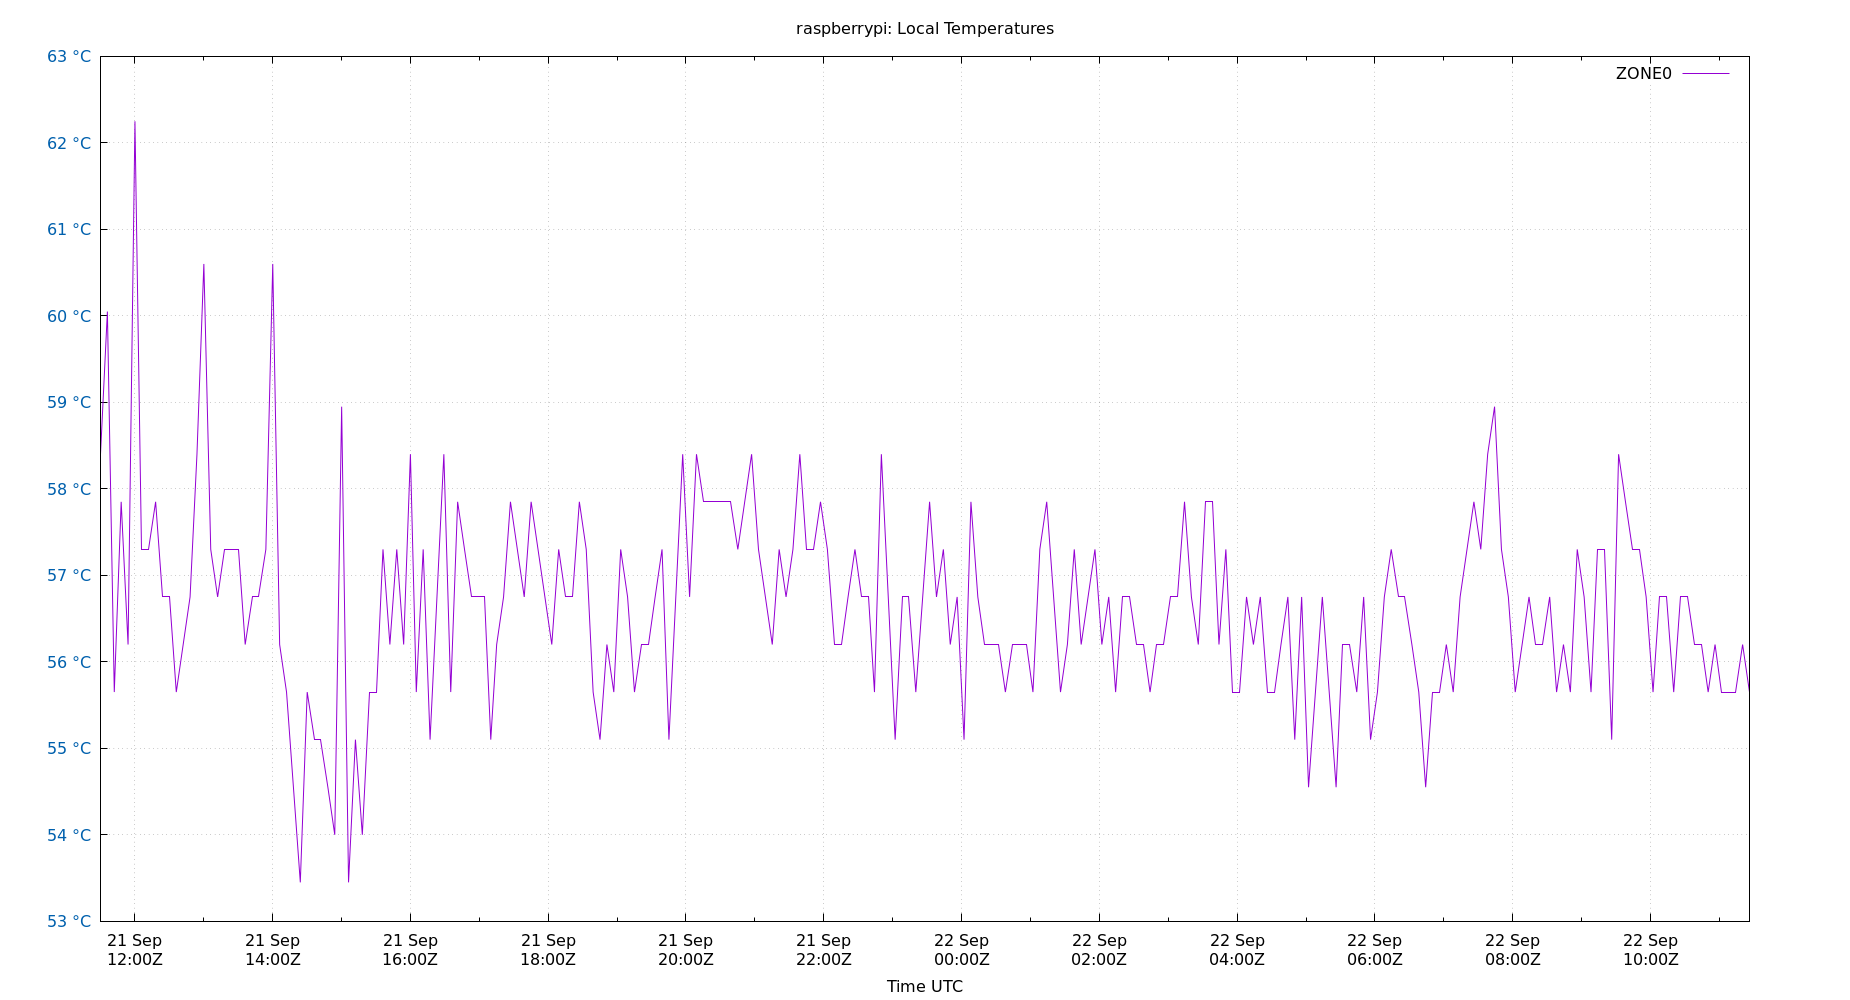 raspberrypi: Local Temperatures
63 °C
ZONE0
62 °C
61 °C
60 °C
59 °C
58 °C
57 °C
56 °C
55 °C
54 °C
53 °C
21 Sep 21 Sep 21 Sep 21 Sep 21 Sep 21 Sep 22 Sep 22 Sep 22 Sep 22 Sep 22 Sep 22 Sep
12:00Z 14:00Z 16:00Z 18:00Z 20:00Z 22:00Z 00:00Z 02:00Z 04:00Z 06:00Z 08:00Z 10:00Z
Time UTC